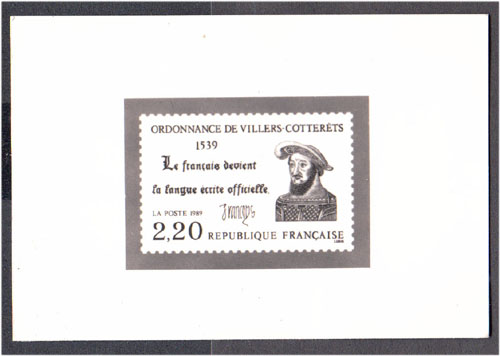 ORDONNANCE DE VILLERS-COTTERÊTS
1539
Le français devient
la langue écrite officielle.
François
LA POSTE 1989
2,20 REPUBLIQUE FRANÇAISE